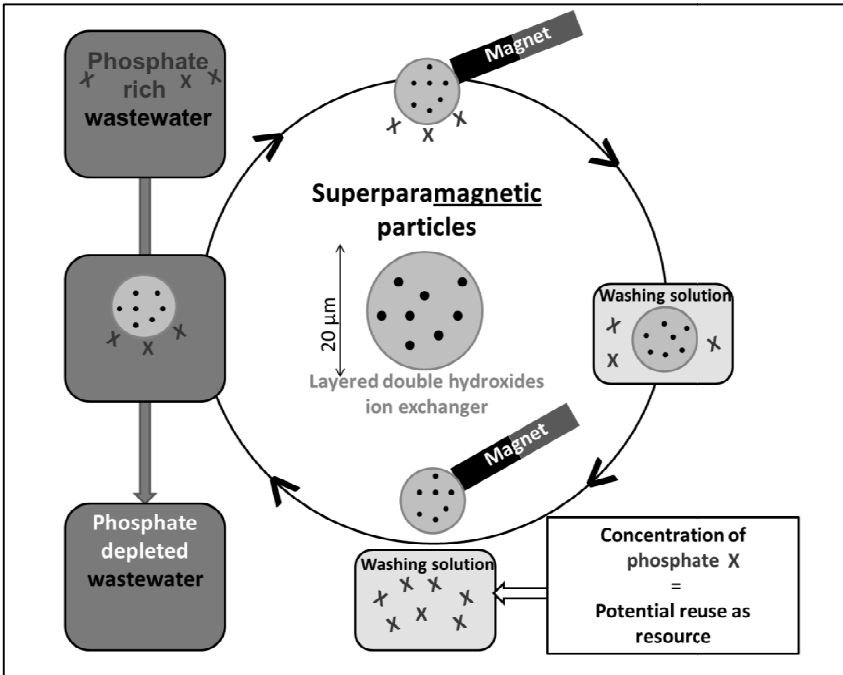 Phosphate
rich
wastewater
X X X
Magnet
X X X
Superparamagnetic
particles
20 µm
Layered double hydroxides
ion exchanger
X X X
Washing solution
X X X
Magnet
Phosphate
depleted
wastewater
Washing solution
X X X X X X X
Concentration of
phosphate X
=
Potential reuse as
resource